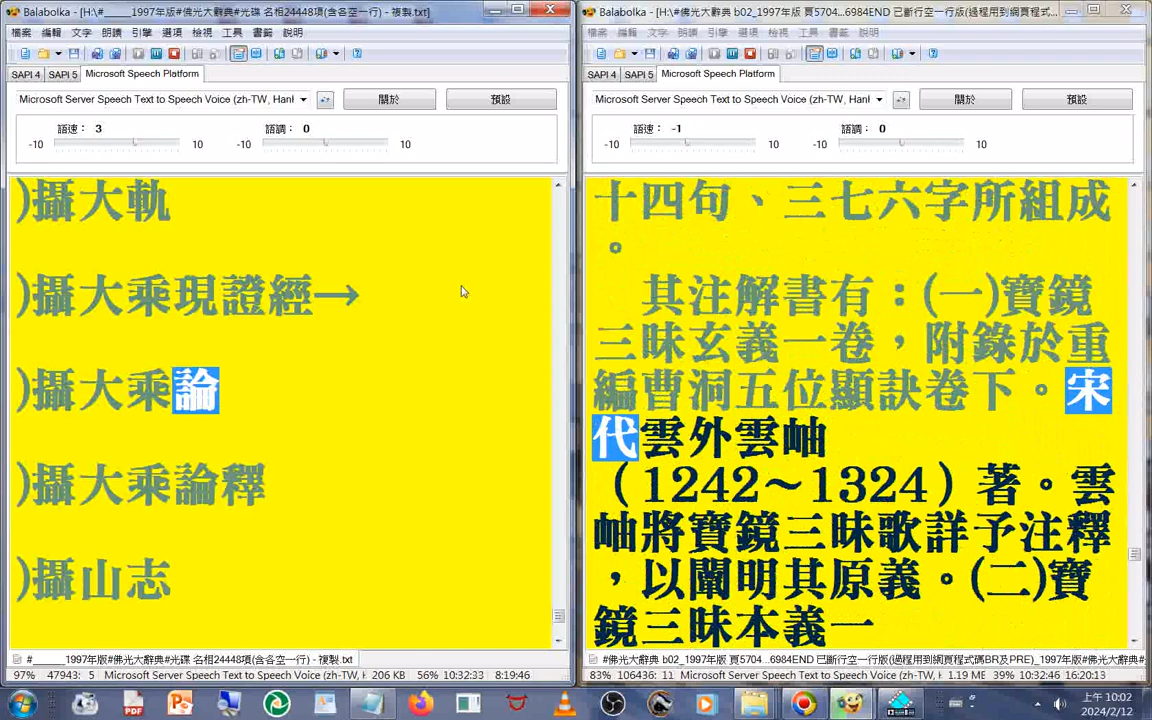 Balabolka - [H:\#_____1997年版#佛光大辭典#光碟 名相24448項(含各空一行) - 複製.txt]
檔案 編輯 文字 朗讀 引擎 選項 檢視 工具 書籤 說明
SAPI 4 SAPI 5 Microsoft Speech Platform
Microsoft Server Speech Text to Speech Voice (zh-TW, HanH 關於 預設
語速： 3 語調： 0
-10 10 -10 10
)攝大軌
)攝大乘現證經→
)攝大乘論
)攝大乘論釋
)攝山志
#_____1997年版#佛光大辭典#光碟 名相24448項(含各空一行) - 複製.txt
97% 47943: 5 Microsoft Server Speech Text to Speech Voice 206 KB 56% 10:32:33 8:19:46
Balabolka - [H:\#佛光大辭典 b02_1997年版 頁5704...6984END 已斷行空一行版(過程用到網頁程式...
檔案 編輯 文字 朗讀 引擎 選項 檢視 工具 書籤 說明
SAPI 4 SAPI 5 Microsoft Speech Platform
Microsoft Server Speech Text to Speech Voice (zh-TW, HanH 關於 預設
語速： -1 語調： 0
-10 10 -10 10
十四句、三七六字所組成
。
其注解書有：(一)寶鏡
三昧玄義一卷，附錄於重
編曹洞五位顯訣卷下。宋
代雲外雲岫
（1242～1324）著。雲
岫將寶鏡三昧歌詳予注釋
，以闡明其原義。(二)寶
鏡三昧本義一
#佛光大辭典 b02_1997年版 頁5704...6984END 已斷行空一行版(過程用到網頁程式碼BR及PRE)_1997年版#佛光大辭典#
83% 106436: 11 Microsoft Server Speech Text to Speech Voice 1.19 ME 39% 10:32:46 16:20:13
上午 10:02
2024/2/12